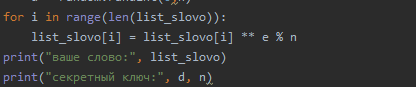 for i in range(len(list_slovo)):
    list_slovo[i] = list_slovo[i] ** e % n
print("ваше слово:", list_slovo)
print("секретный ключ:", d, n)